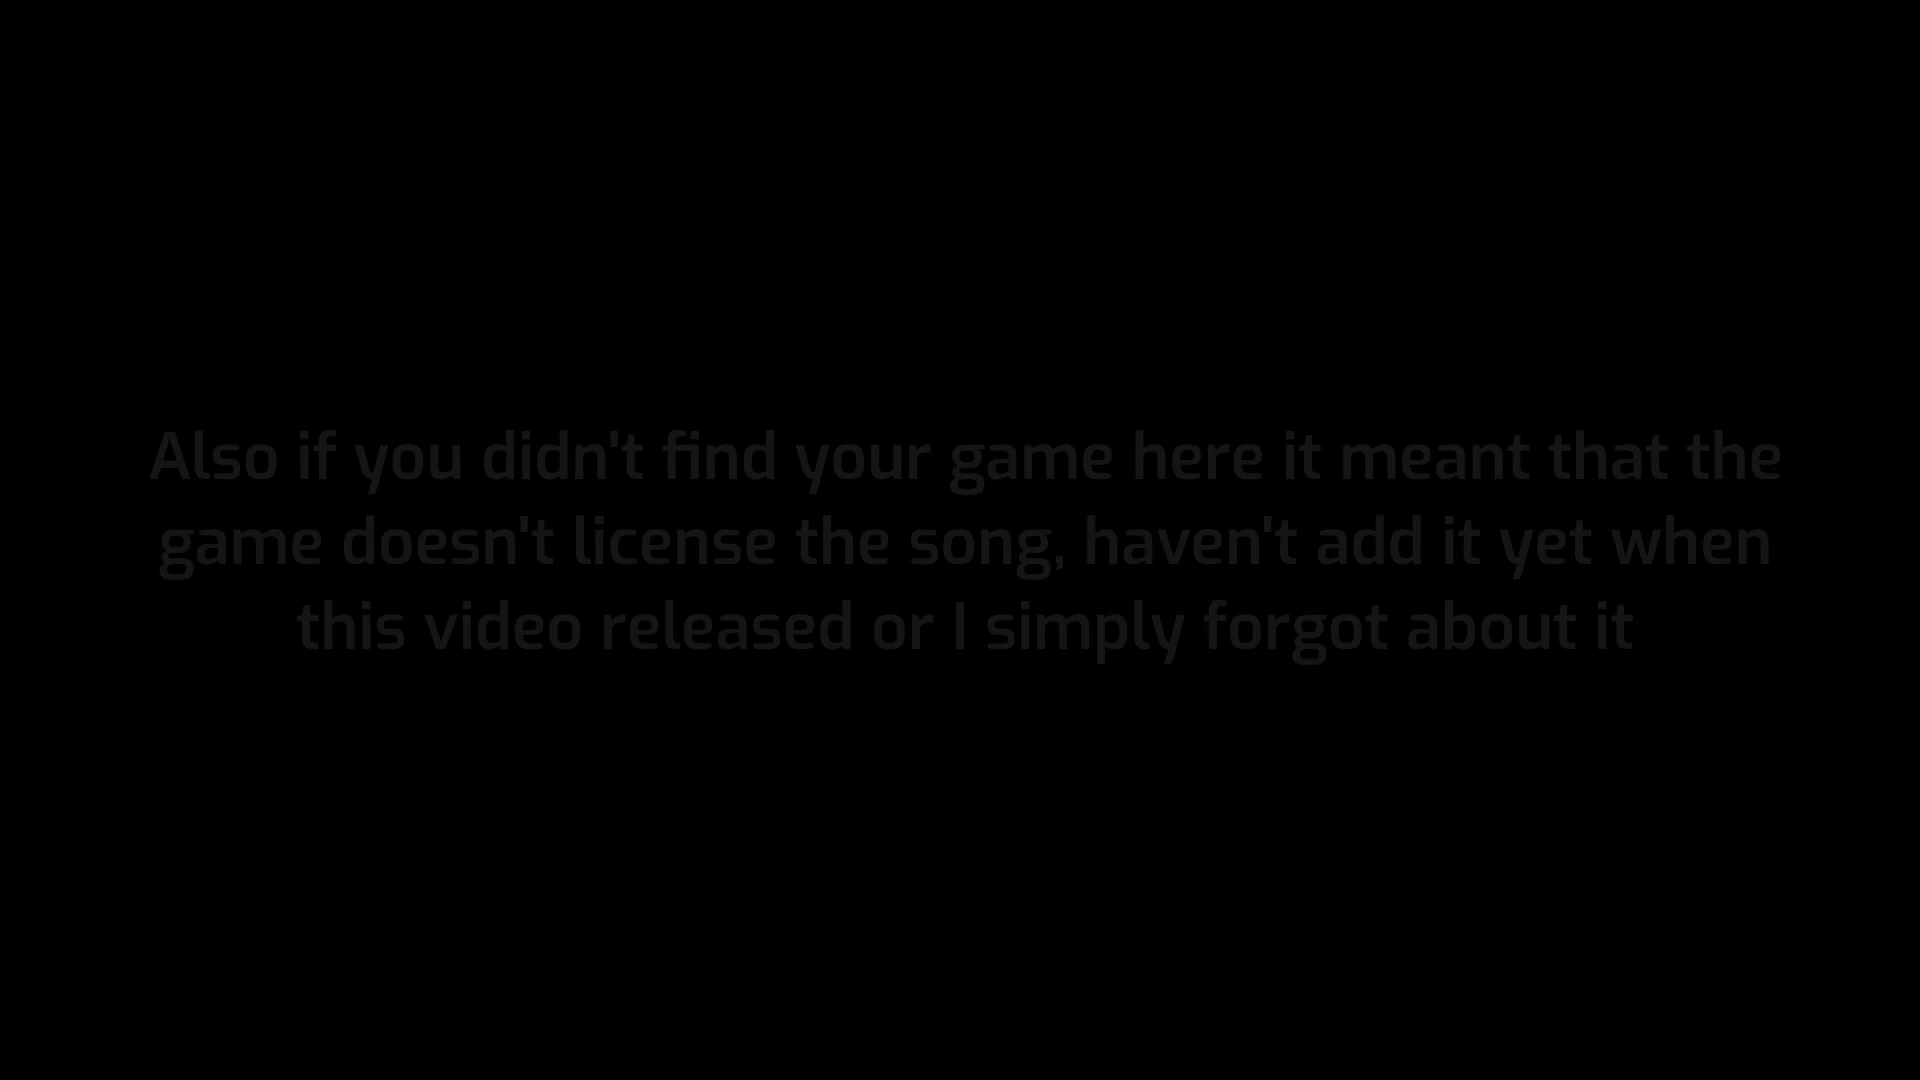 Also if you didn't find your game here it meant that the
game doesn't license the song, haven't add it yet when
this video released or I simply forgot about it